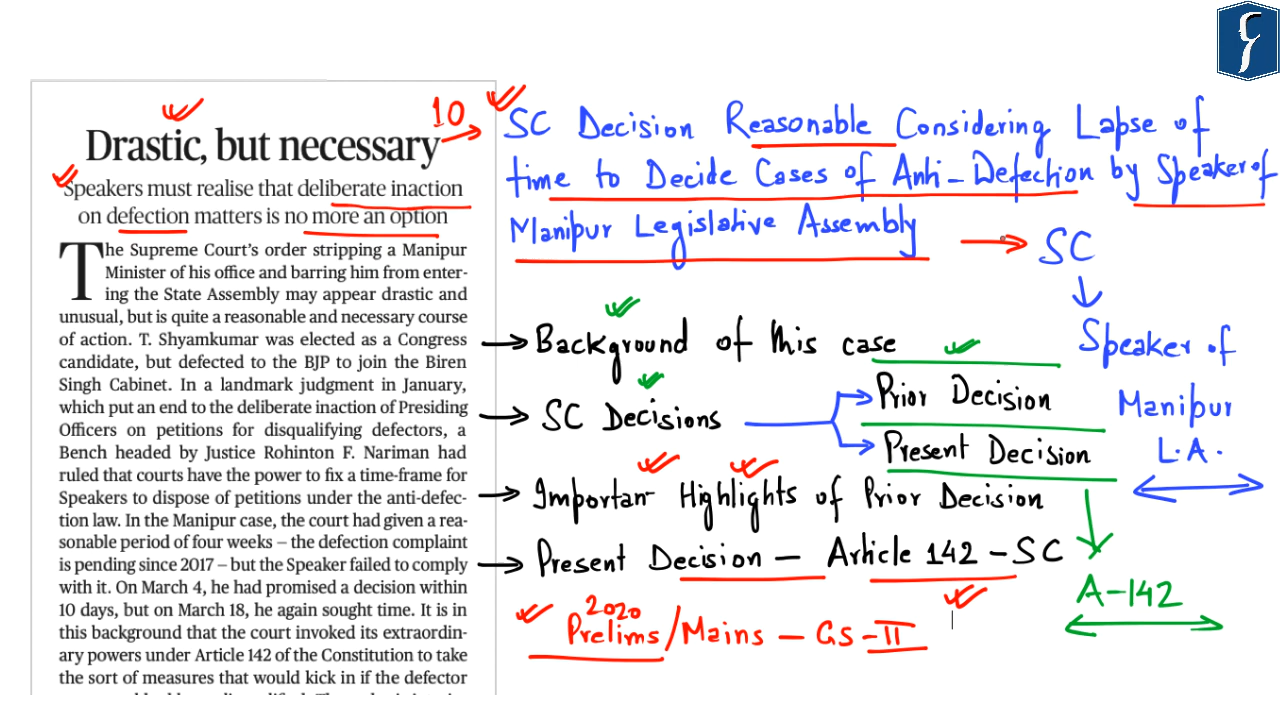 Drastic, but necessary
Speakers must realise that deliberate inaction
on defection matters is no more an option
The Supreme Court's order stripping a Manipur
Minister of his office and barring him from enter-
ing the State Assembly may appear drastic and
unusual, but is quite a reasonable and necessary course
of action. T. Shyamkumar was elected as a Congress
candidate, but defected to the BJP to join the Biren
Singh Cabinet. In a landmark judgment in January,
which put an end to the deliberate inaction of Presiding
Officers on petitions for disqualifying defectors, a
Bench headed by Justice Rohinton F. Nariman had
ruled that courts have the power to fix a time-frame for
Speakers to dispose of petitions under the anti-defec-
tion law. In the Manipur case, the court had given a rea-
sonable period of four weeks – the defection complaint
is pending since 2017 – but the Speaker failed to comply
with it. On March 4, he had promised a decision within
10 days, but on March 18, he again sought time. It is in
this background that the court invoked its extraordin-
ary powers under Article 142 of the Constitution to take
the sort of measures that would kick in if the defector
10
SC Decision Reasonable Considering Lapse of
time to Decide Cases of Anti-Defection by Speaker of
Manipur Legislative Assembly
SC
Speaker of
Manipur
L.A.
Background of this case
SC Decisions
Prior Decision
Present Decision
Important Highlights of Prior Decision
Present Decision – Article 142 – SC
A-142
2020
Prelims/Mains – GS-II